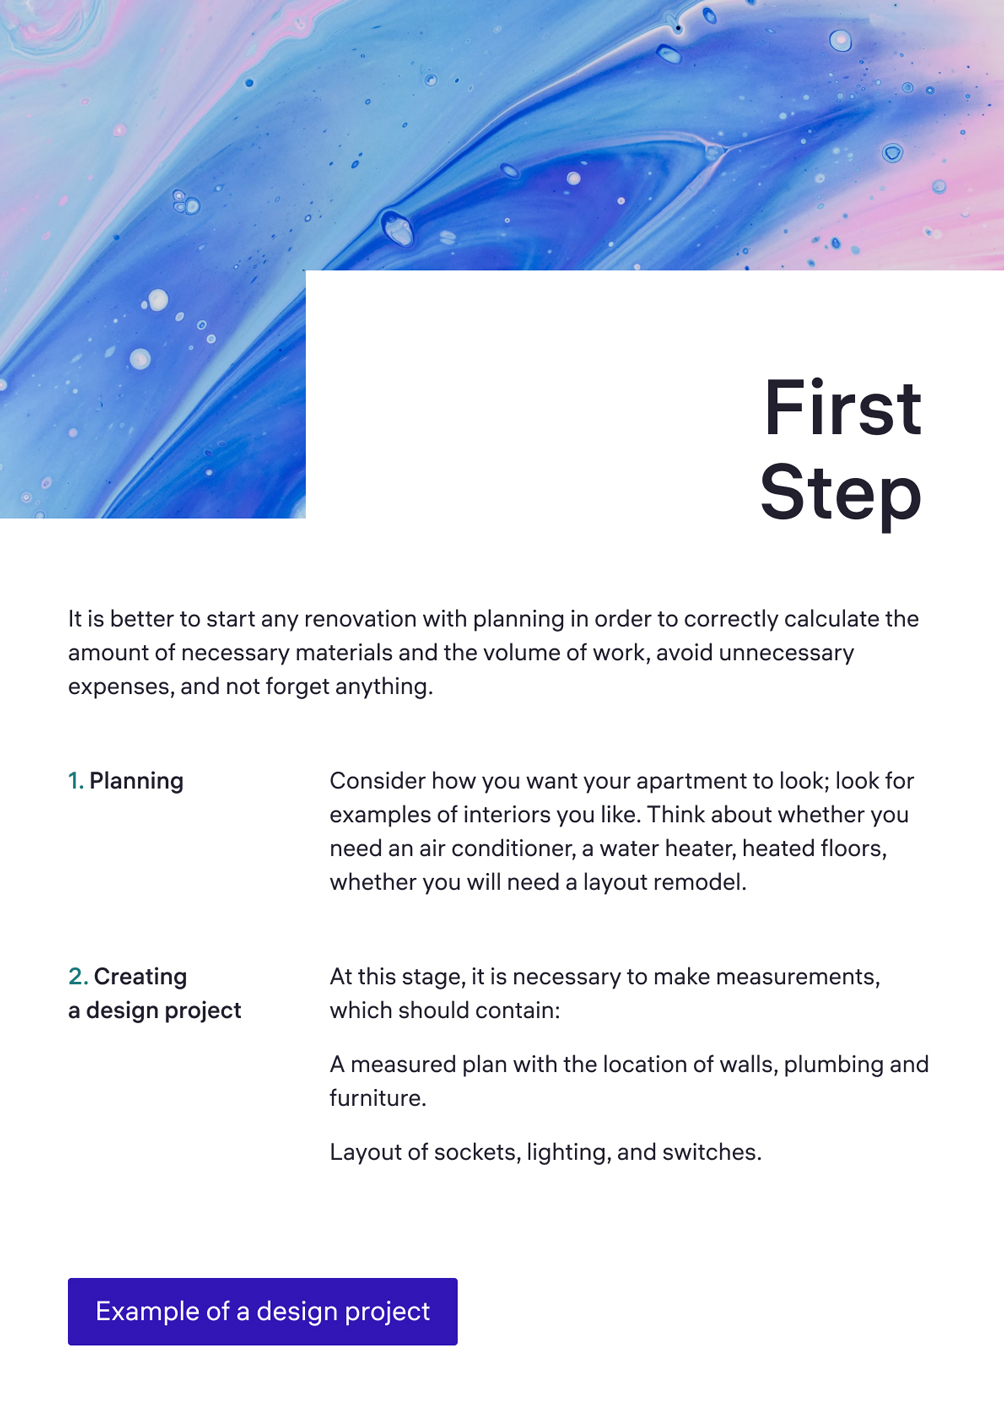 First
Step
It is better to start any renovation with planning in order to correctly calculate the
amount of necessary materials and the volume of work, avoid unnecessary
expenses, and not forget anything.
1. Planning
Consider how you want your apartment to look; look for
examples of interiors you like. Think about whether you
need an air conditioner, a water heater, heated floors,
whether you will need a layout remodel.
2. Creating
a design project
At this stage, it is necessary to make measurements,
which should contain:
A measured plan with the location of walls, plumbing and
furniture.
Layout of sockets, lighting, and switches.
Example of a design project